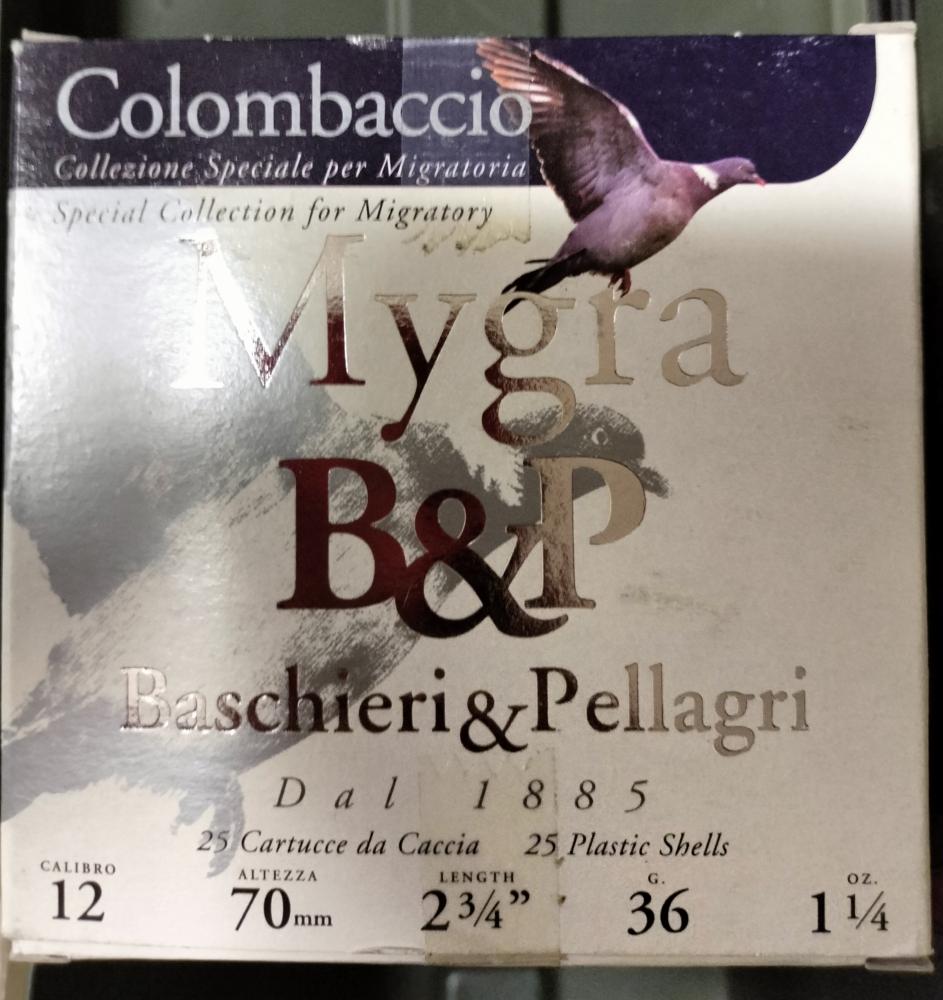 Colombaccio
Collezione Speciale per Migratoria
Special Collection for Migratory
Mygra
B&P
Baschieri & Pellagri
Dal 1885
25 Cartucce da Caccia 25 Plastic Shells
CALIBRO ALTEZZA LENGTH G. OZ.
12 70mm 2 3/4” 36 1 1/4